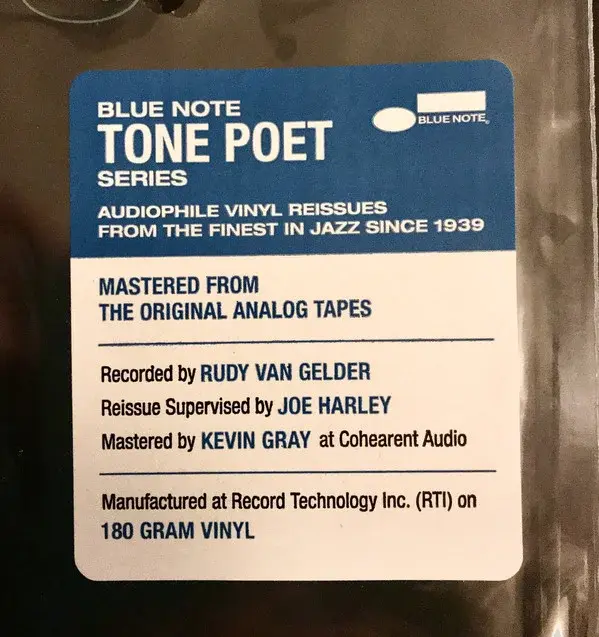 BLUE NOTE
TONE POET
SERIES
BLUE NOTE®
AUDIOPHILE VINYL REISSUES
FROM THE FINEST IN JAZZ SINCE 1939
MASTERED FROM
THE ORIGINAL ANALOG TAPES
Recorded by RUDY VAN GELDER
Reissue Supervised by JOE HARLEY
Mastered by KEVIN GRAY at Cohearent Audio
Manufactured at Record Technology Inc. (RTI) on
180 GRAM VINYL